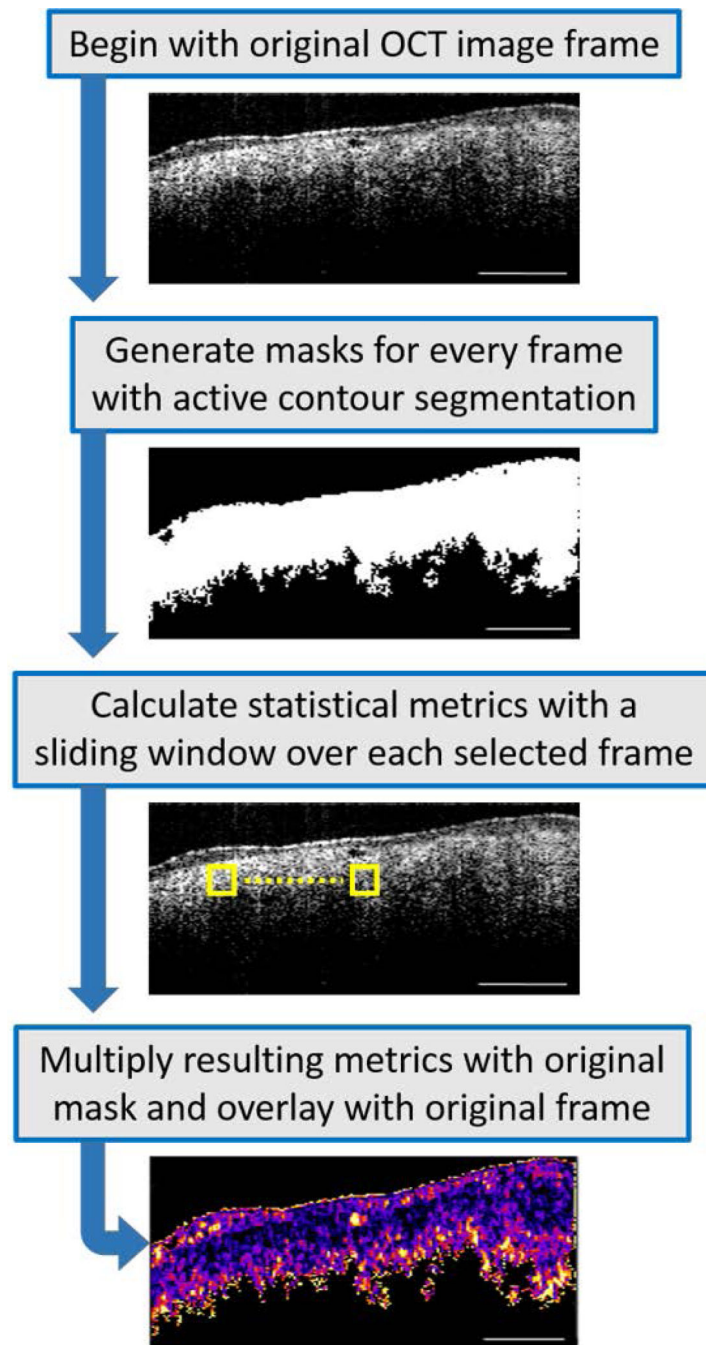 Begin with original OCT image frame
Generate masks for every frame
with active contour segmentation
Calculate statistical metrics with a
sliding window over each selected frame
Multiply resulting metrics with original
mask and overlay with original frame